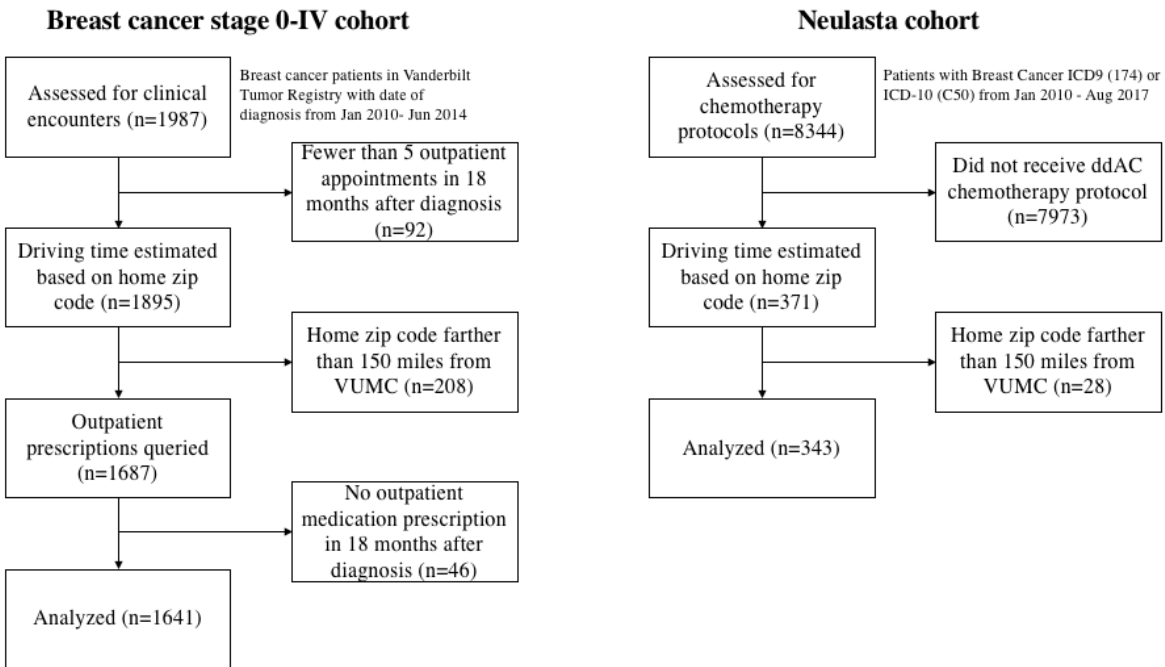 Breast cancer stage 0-IV cohort
Assessed for clinical
encounters (n=1987)
Breast cancer patients in Vanderbilt
Tumor Registry with date of
diagnosis from Jan 2010- Jun 2014
Fewer than 5 outpatient
appointments in 18
months after diagnosis
(n=92)
Driving time estimated
based on home zip
code (n=1895)
Home zip code farther
than 150 miles from
VUMC (n=208)
Outpatient
prescriptions queried
(n=1687)
No outpatient
medication prescription
in 18 months after
diagnosis (n=46)
Analyzed (n=1641)
Neulasta cohort
Assessed for
chemotherapy
protocols (n=8344)
Patients with Breast Cancer ICD9 (174) or
ICD-10 (C50) from Jan 2010 - Aug 2017
Did not receive ddAC
chemotherapy protocol
(n=7973)
Driving time estimated
based on home zip
code (n=371)
Home zip code farther
than 150 miles from
VUMC (n=28)
Analyzed (n=343)